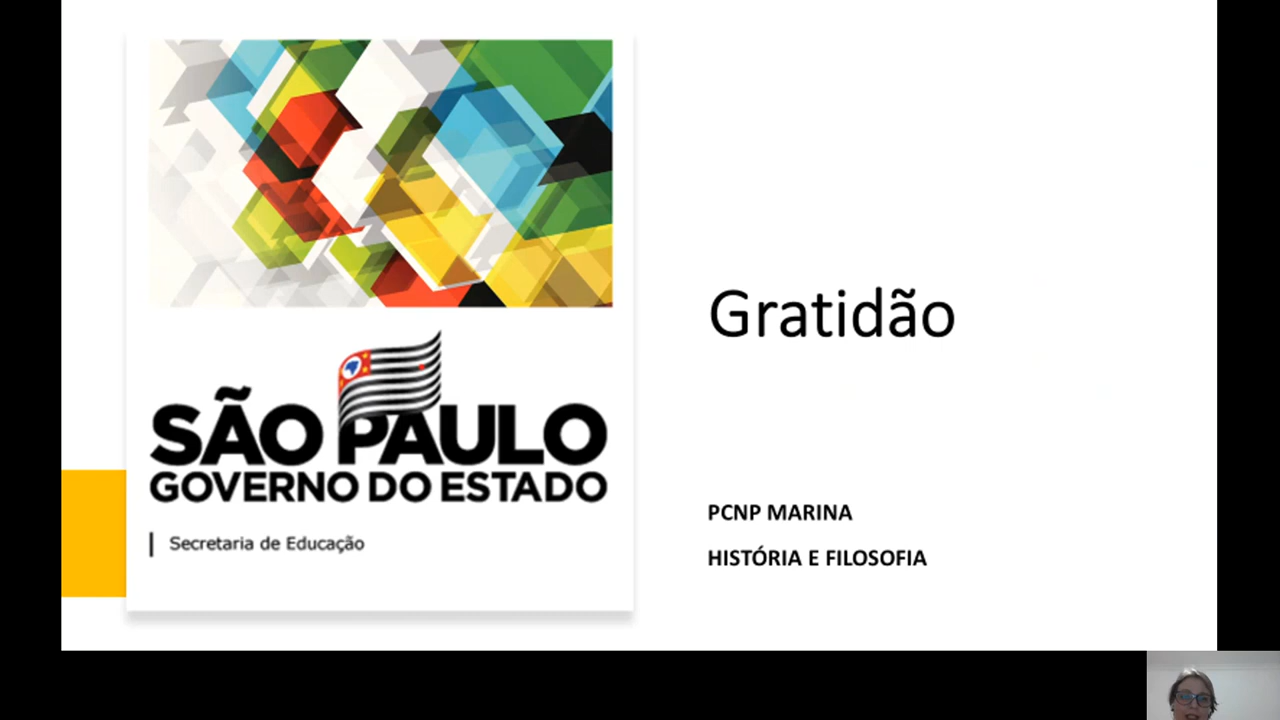 SÃO PAULO
GOVERNO DO ESTADO
Secretaria de Educação
Gratidão
PCNP MARINA
HISTÓRIA E FILOSOFIA